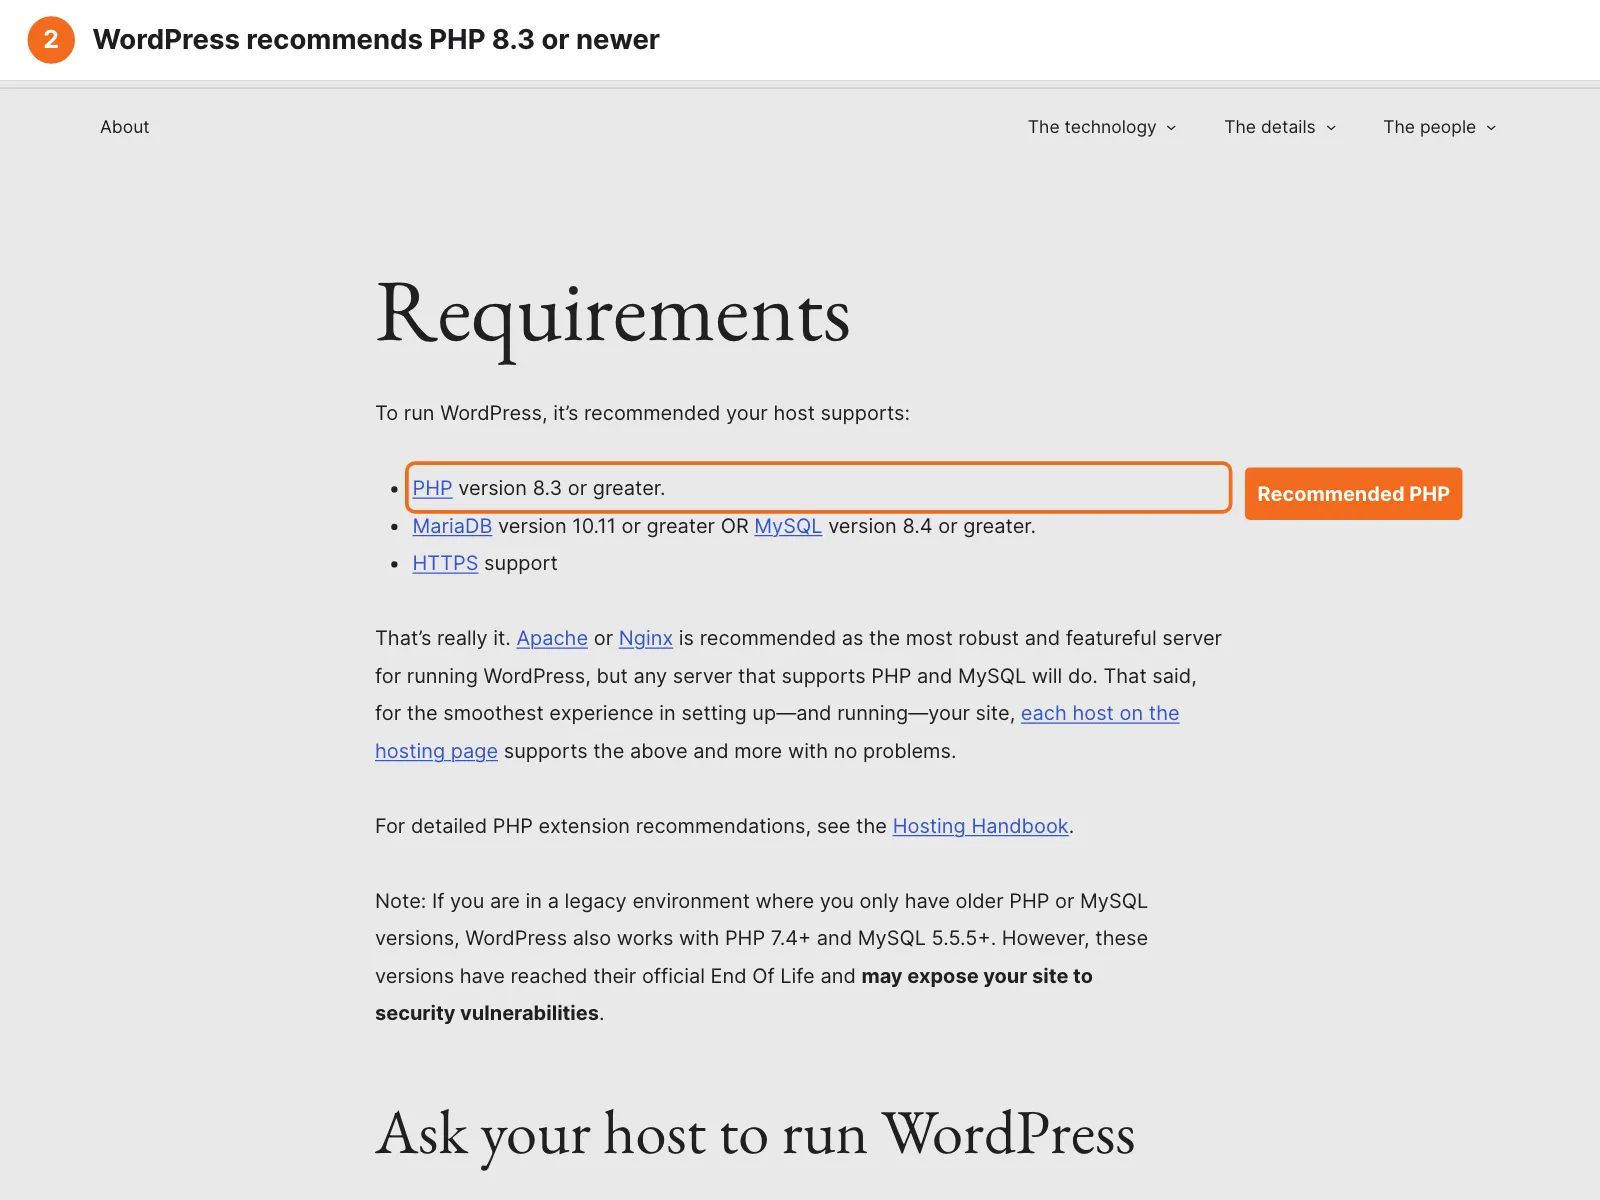 2 WordPress recommends PHP 8.3 or newer
About The technology The details The people
Requirements
To run WordPress, it’s recommended your host supports:
• PHP version 8.3 or greater.
Recommended PHP
• MariaDB version 10.11 or greater OR MySQL version 8.4 or greater.
• HTTPS support
That’s really it. Apache or Nginx is recommended as the most robust and featureful server
for running WordPress, but any server that supports PHP and MySQL will do. That said,
for the smoothest experience in setting up—and running—your site, each host on the
hosting page supports the above and more with no problems.
For detailed PHP extension recommendations, see the Hosting Handbook.
Note: If you are in a legacy environment where you only have older PHP or MySQL
versions, WordPress also works with PHP 7.4+ and MySQL 5.5.5+. However, these
versions have reached their official End Of Life and may expose your site to
security vulnerabilities.
Ask your host to run WordPress